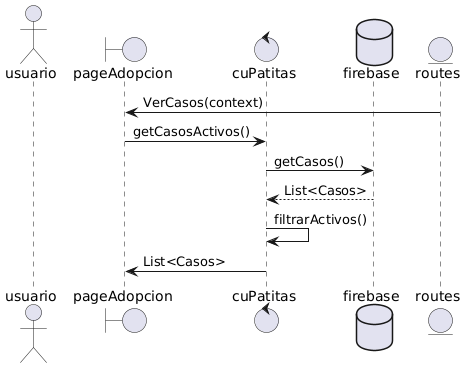 usuario
pageAdopcion
cuPatitas
firebase
routes
VerCasos(context)
getCasosActivos()
getCasos()
List<Casos>
filtrarActivos()
List<Casos>
usuario
pageAdopcion
cuPatitas
firebase
routes